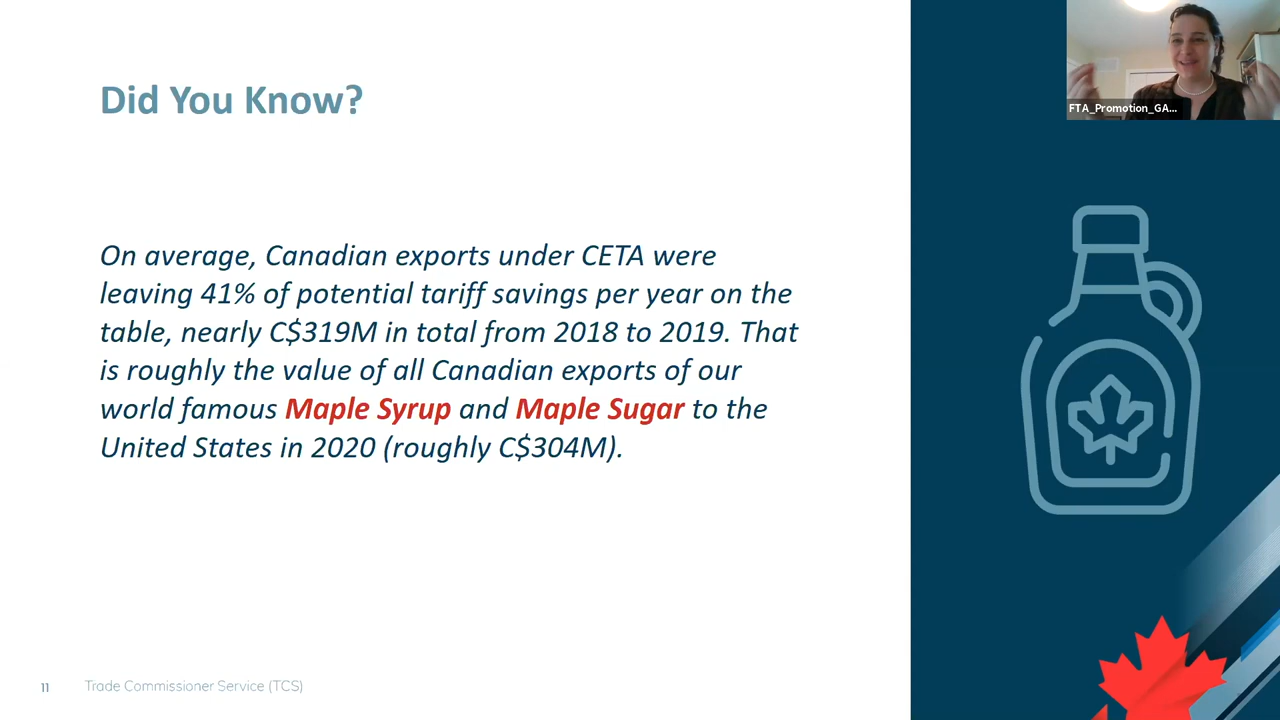 Did You Know?
FTA_Promotion_GA...
On average, Canadian exports under CETA were
leaving 41% of potential tariff savings per year on the
table, nearly C$319M in total from 2018 to 2019. That
is roughly the value of all Canadian exports of our
world famous Maple Syrup and Maple Sugar to the
United States in 2020 (roughly C$304M).
11 Trade Commissioner Service (TCS)